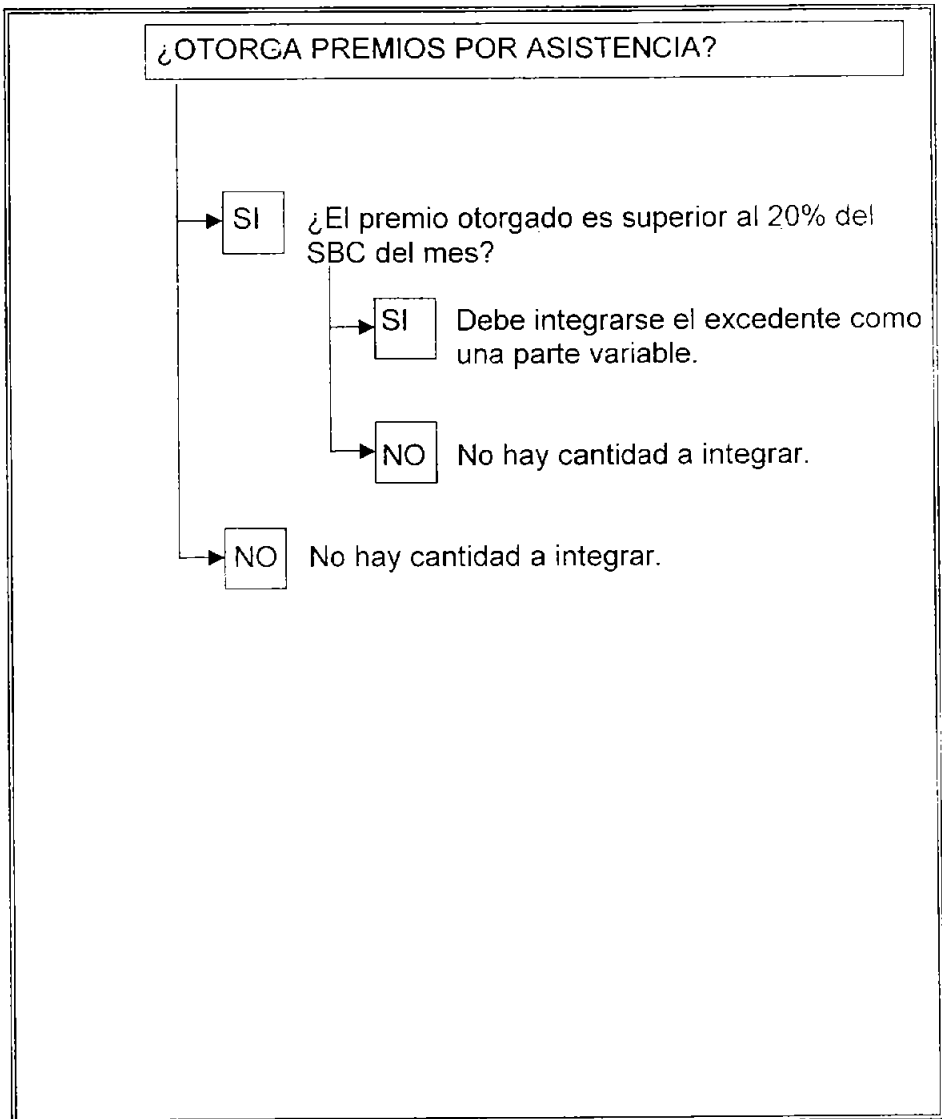 ¿OTORGA PREMIOS POR ASISTENCIA?
SI ¿El premio otorgado es superior al 20% del
SBC del mes?
SI Debe integrarse el excedente como
una parte variable.
NO No hay cantidad a integrar.
NO No hay cantidad a integrar.